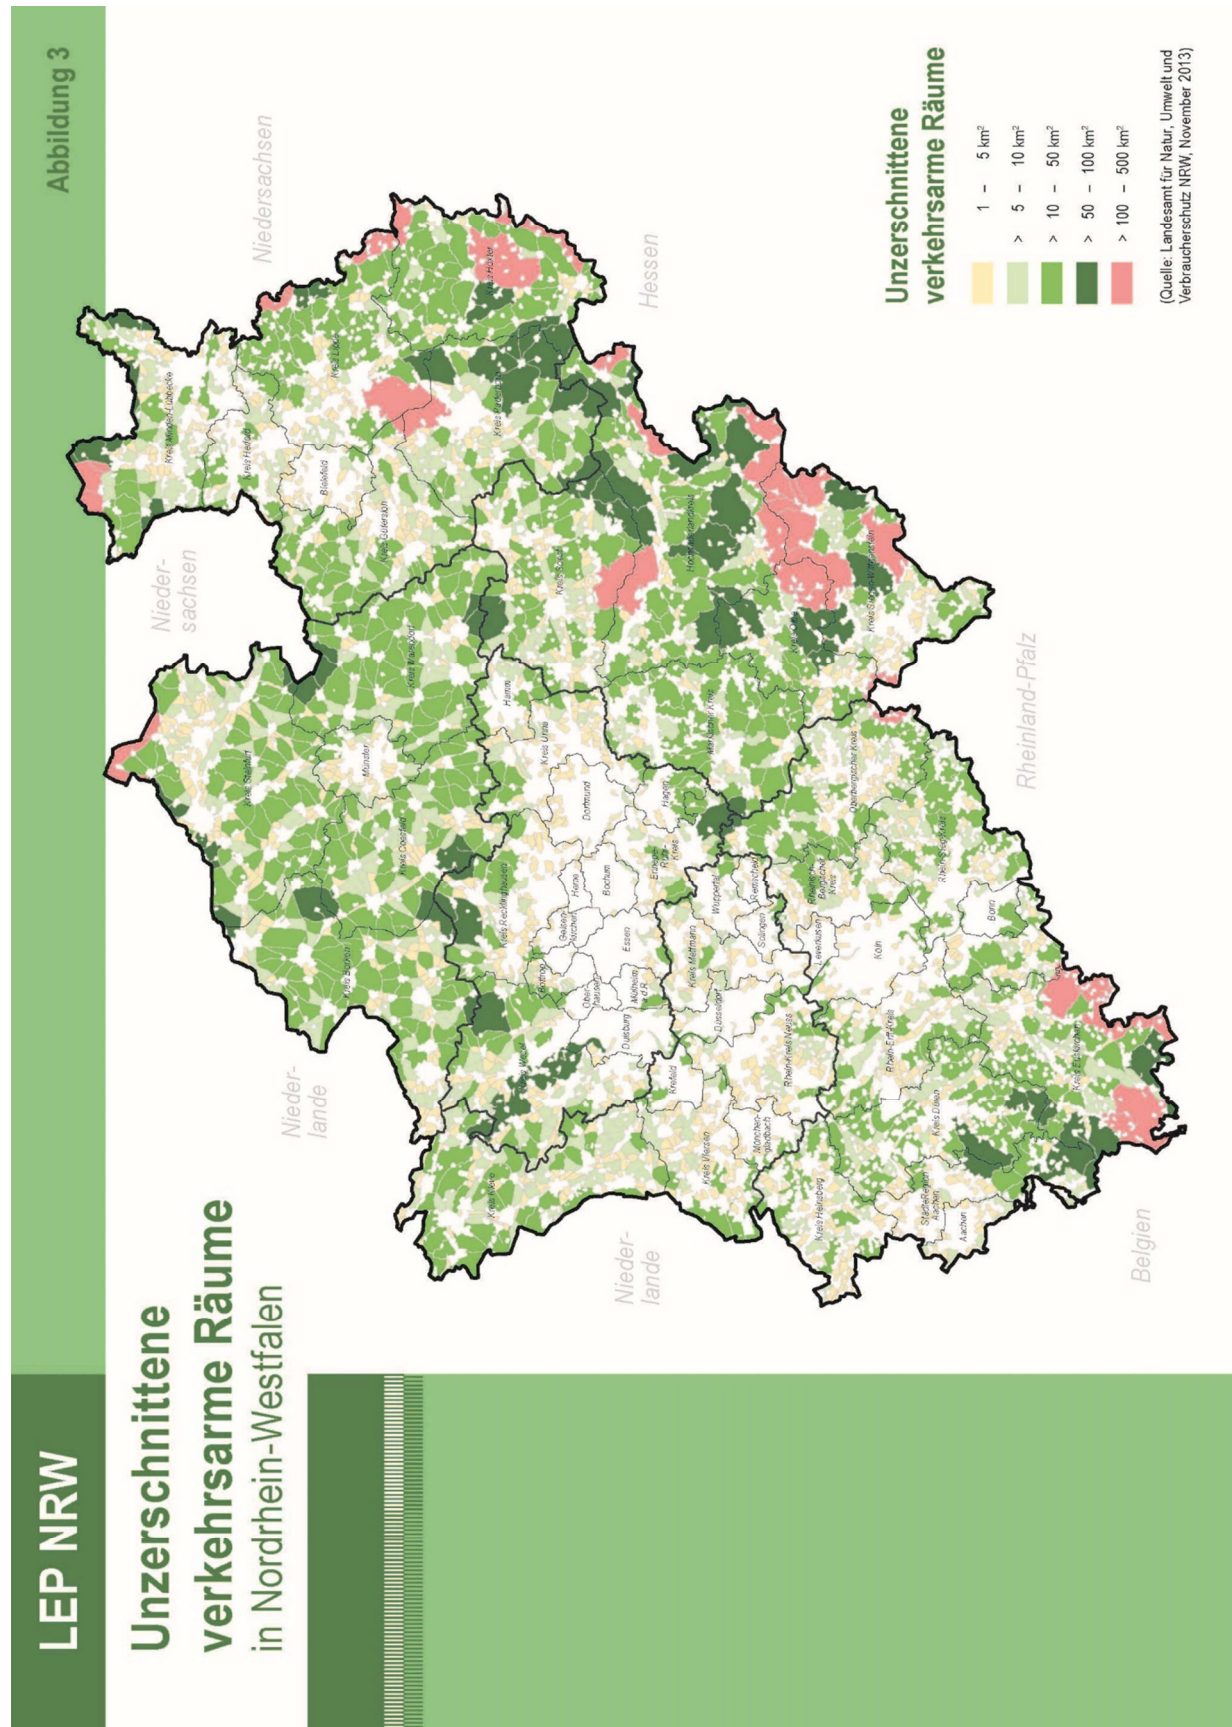 LEP NRW
Abbildung 3
Unzerschnittene
verkehrsarme Räume
in Nordrhein-Westfalen
Niedersachsen
Nieder-
sachsen
Nieder-
lande
Nieder-
lande
Hessen
Rheinland-Pfalz
Belgien
Kreis Minden-Lübbecke
Kreis Herford
Bielefeld
Kreis Lippe
Kreis Gütersloh
Kreis Höxter
Kreis Paderborn
Kreis Steinfurt
Münster
Kreis Warendorf
Kreis Coesfeld
Kreis Borken
Hamm
Kreis Unna
Kreis Soest
Hochsauerlandkreis
Kreis Recklinghausen
Dortmund
Herne
Bochum
Gelsen-
kirchen
Bottrop
Essen
Ober-
hausen
Mülheim
a.d.R.
Duisburg
Hagen
Ennepe-
Ruhr-
Kreis
Märkischer Kreis
Kreis Olpe
Kreis Siegen-Wittgenstein
Kreis Wesel
Kreis Kleve
Krefeld
Kreis Viersen
Mönchen-
gladbach
Düsseldorf
Kreis Mettmann
Wuppertal
Remscheid
Solingen
Rhein-Kreis Neuss
Leverkusen
Rheinisch-
Bergischer
Kreis
Oberbergischer Kreis
Köln
Rhein-Erft-Kreis
Rhein-Sieg-Kreis
Bonn
Kreis Heinsberg
Kreis Düren
StädteRegion
Aachen
Aachen
Kreis Euskirchen
Unzerschnittene
verkehrsarme Räume
1 – 5 km²
> 5 – 10 km²
> 10 – 50 km²
> 50 – 100 km²
> 100 – 500 km²
(Quelle: Landesamt für Natur, Umwelt und
Verbraucherschutz NRW, November 2013)